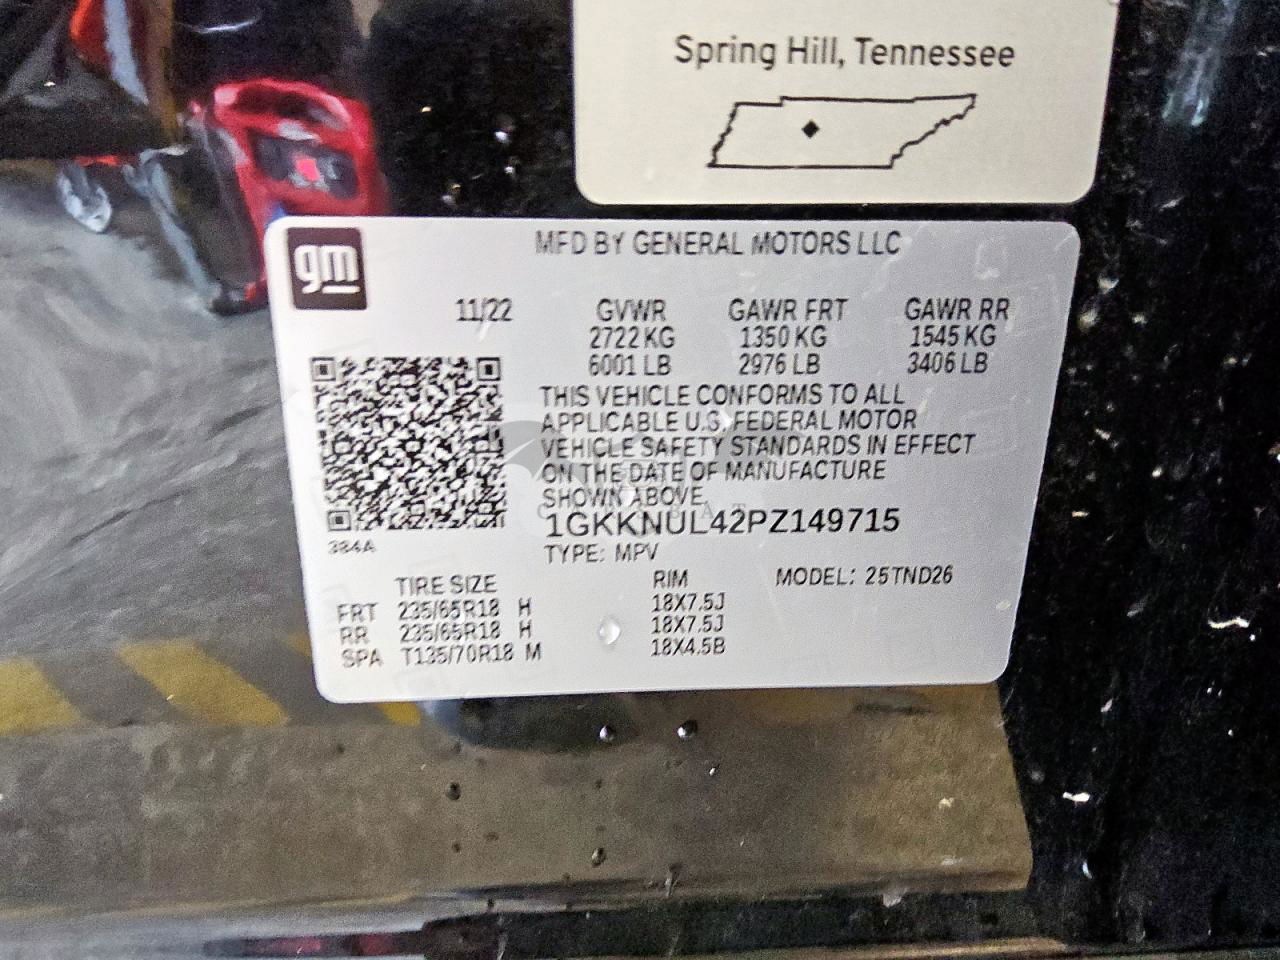 Spring Hill, Tennessee
gm
MFD BY GENERAL MOTORS LLC
11/22 GVWR GAWR FRT GAWR RR
2722 KG 1350 KG 1545 KG
6001 LB 2976 LB 3406 LB
THIS VEHICLE CONFORMS TO ALL
APPLICABLE U.S. FEDERAL MOTOR
VEHICLE SAFETY STANDARDS IN EFFECT
ON THE DATE OF MANUFACTURE
SHOWN ABOVE
1GKKNUL42PZ149715
384A
TYPE: MPV
TIRE SIZE RIM MODEL: 25TND26
FRT 235/65R18 H 18X7.5J
RR 235/65R18 H 18X7.5J
SPA T135/70R18 M 18X4.5B